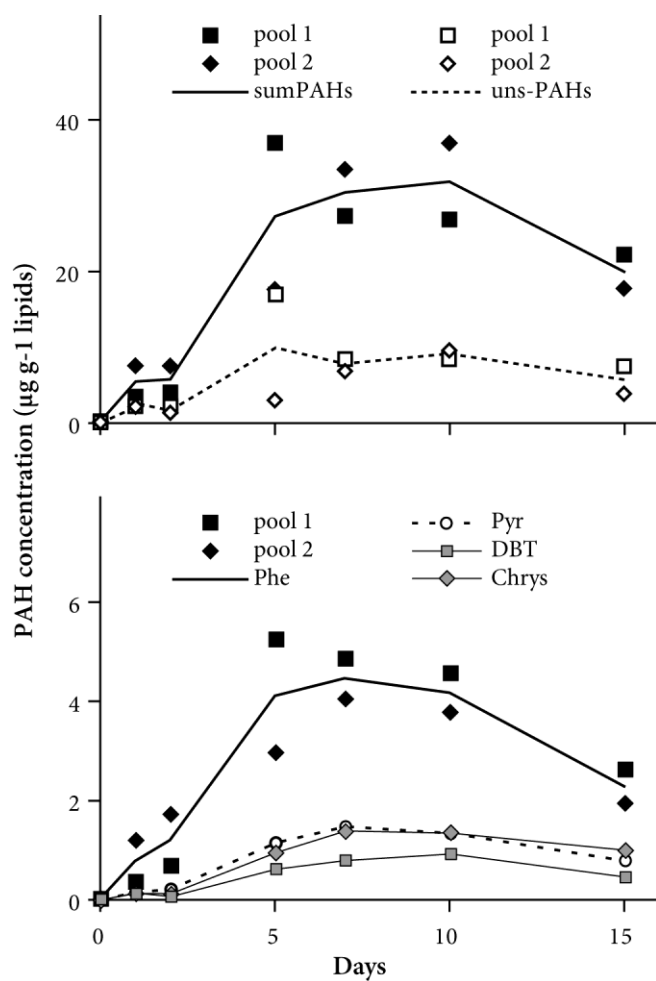 pool 1 pool 1
pool 2 pool 2
sumPAHs uns-PAHs
40
20
0
PAH concentration (µg g-1 lipids)
pool 1 Pyr
pool 2 DBT
Phe Chrys
6
4
2
0
0 5 10 15
Days